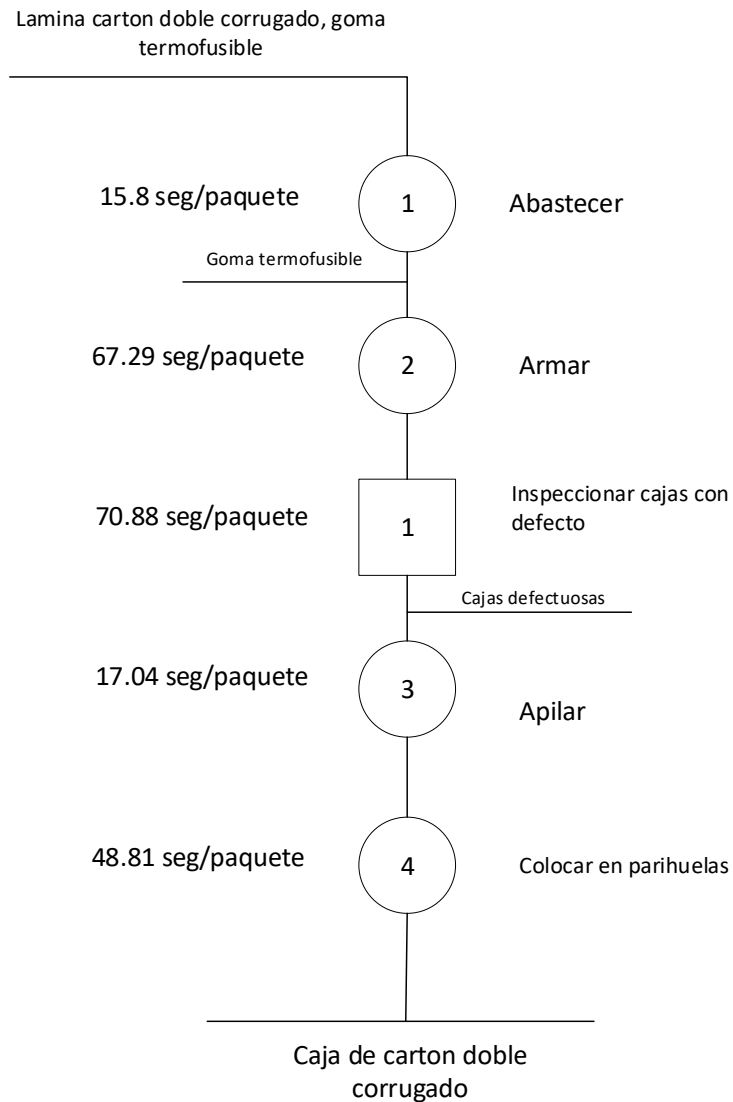 Lamina carton doble corrugado, goma
termofusible
15.8 seg/paquete
1
Abastecer
Goma termofusible
67.29 seg/paquete
2
Armar
70.88 seg/paquete
1
Inspeccionar cajas con
defecto
Cajas defectuosas
17.04 seg/paquete
3
Apilar
48.81 seg/paquete
4
Colocar en parihuelas
Caja de carton doble
corrugado